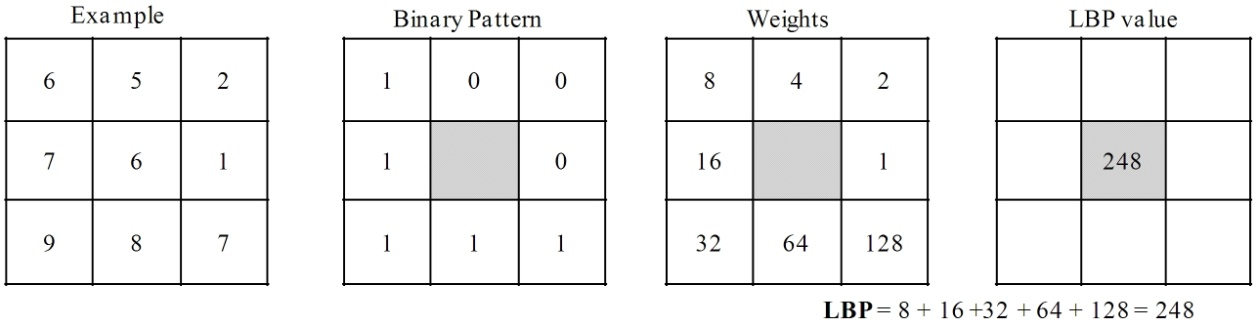 Example Binary Pattern Weights LBP value
6 5 2 1 0 0 8 4 2
7 6 1 1 0 16 1 248
9 8 7 1 1 1 32 64 128
LBP = 8 + 16 +32 + 64 + 128 = 248